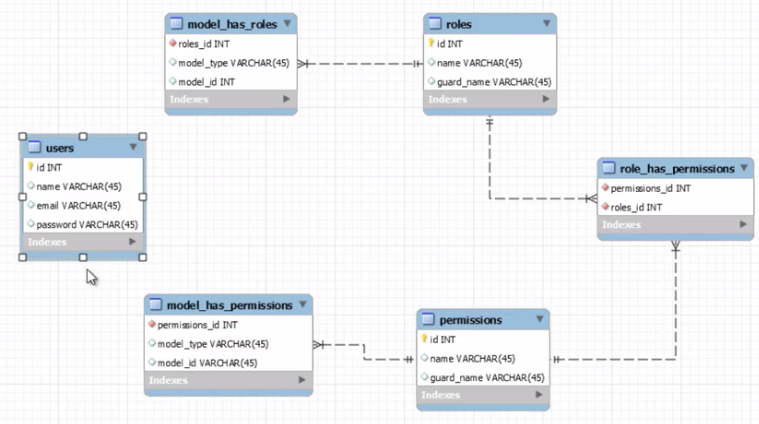 model_has_roles
roles_id INT
model_type VARCHAR(45)
model_id INT
Indexes
roles
id INT
name VARCHAR(45)
guard_name VARCHAR(45)
Indexes
users
id INT
name VARCHAR(45)
email VARCHAR(45)
password VARCHAR(45)
Indexes
role_has_permissions
permissions_id INT
roles_id INT
Indexes
model_has_permissions
permissions_id INT
model_type VARCHAR(45)
model_id VARCHAR(45)
Indexes
permissions
id INT
name VARCHAR(45)
guard_name VARCHAR(45)
Indexes